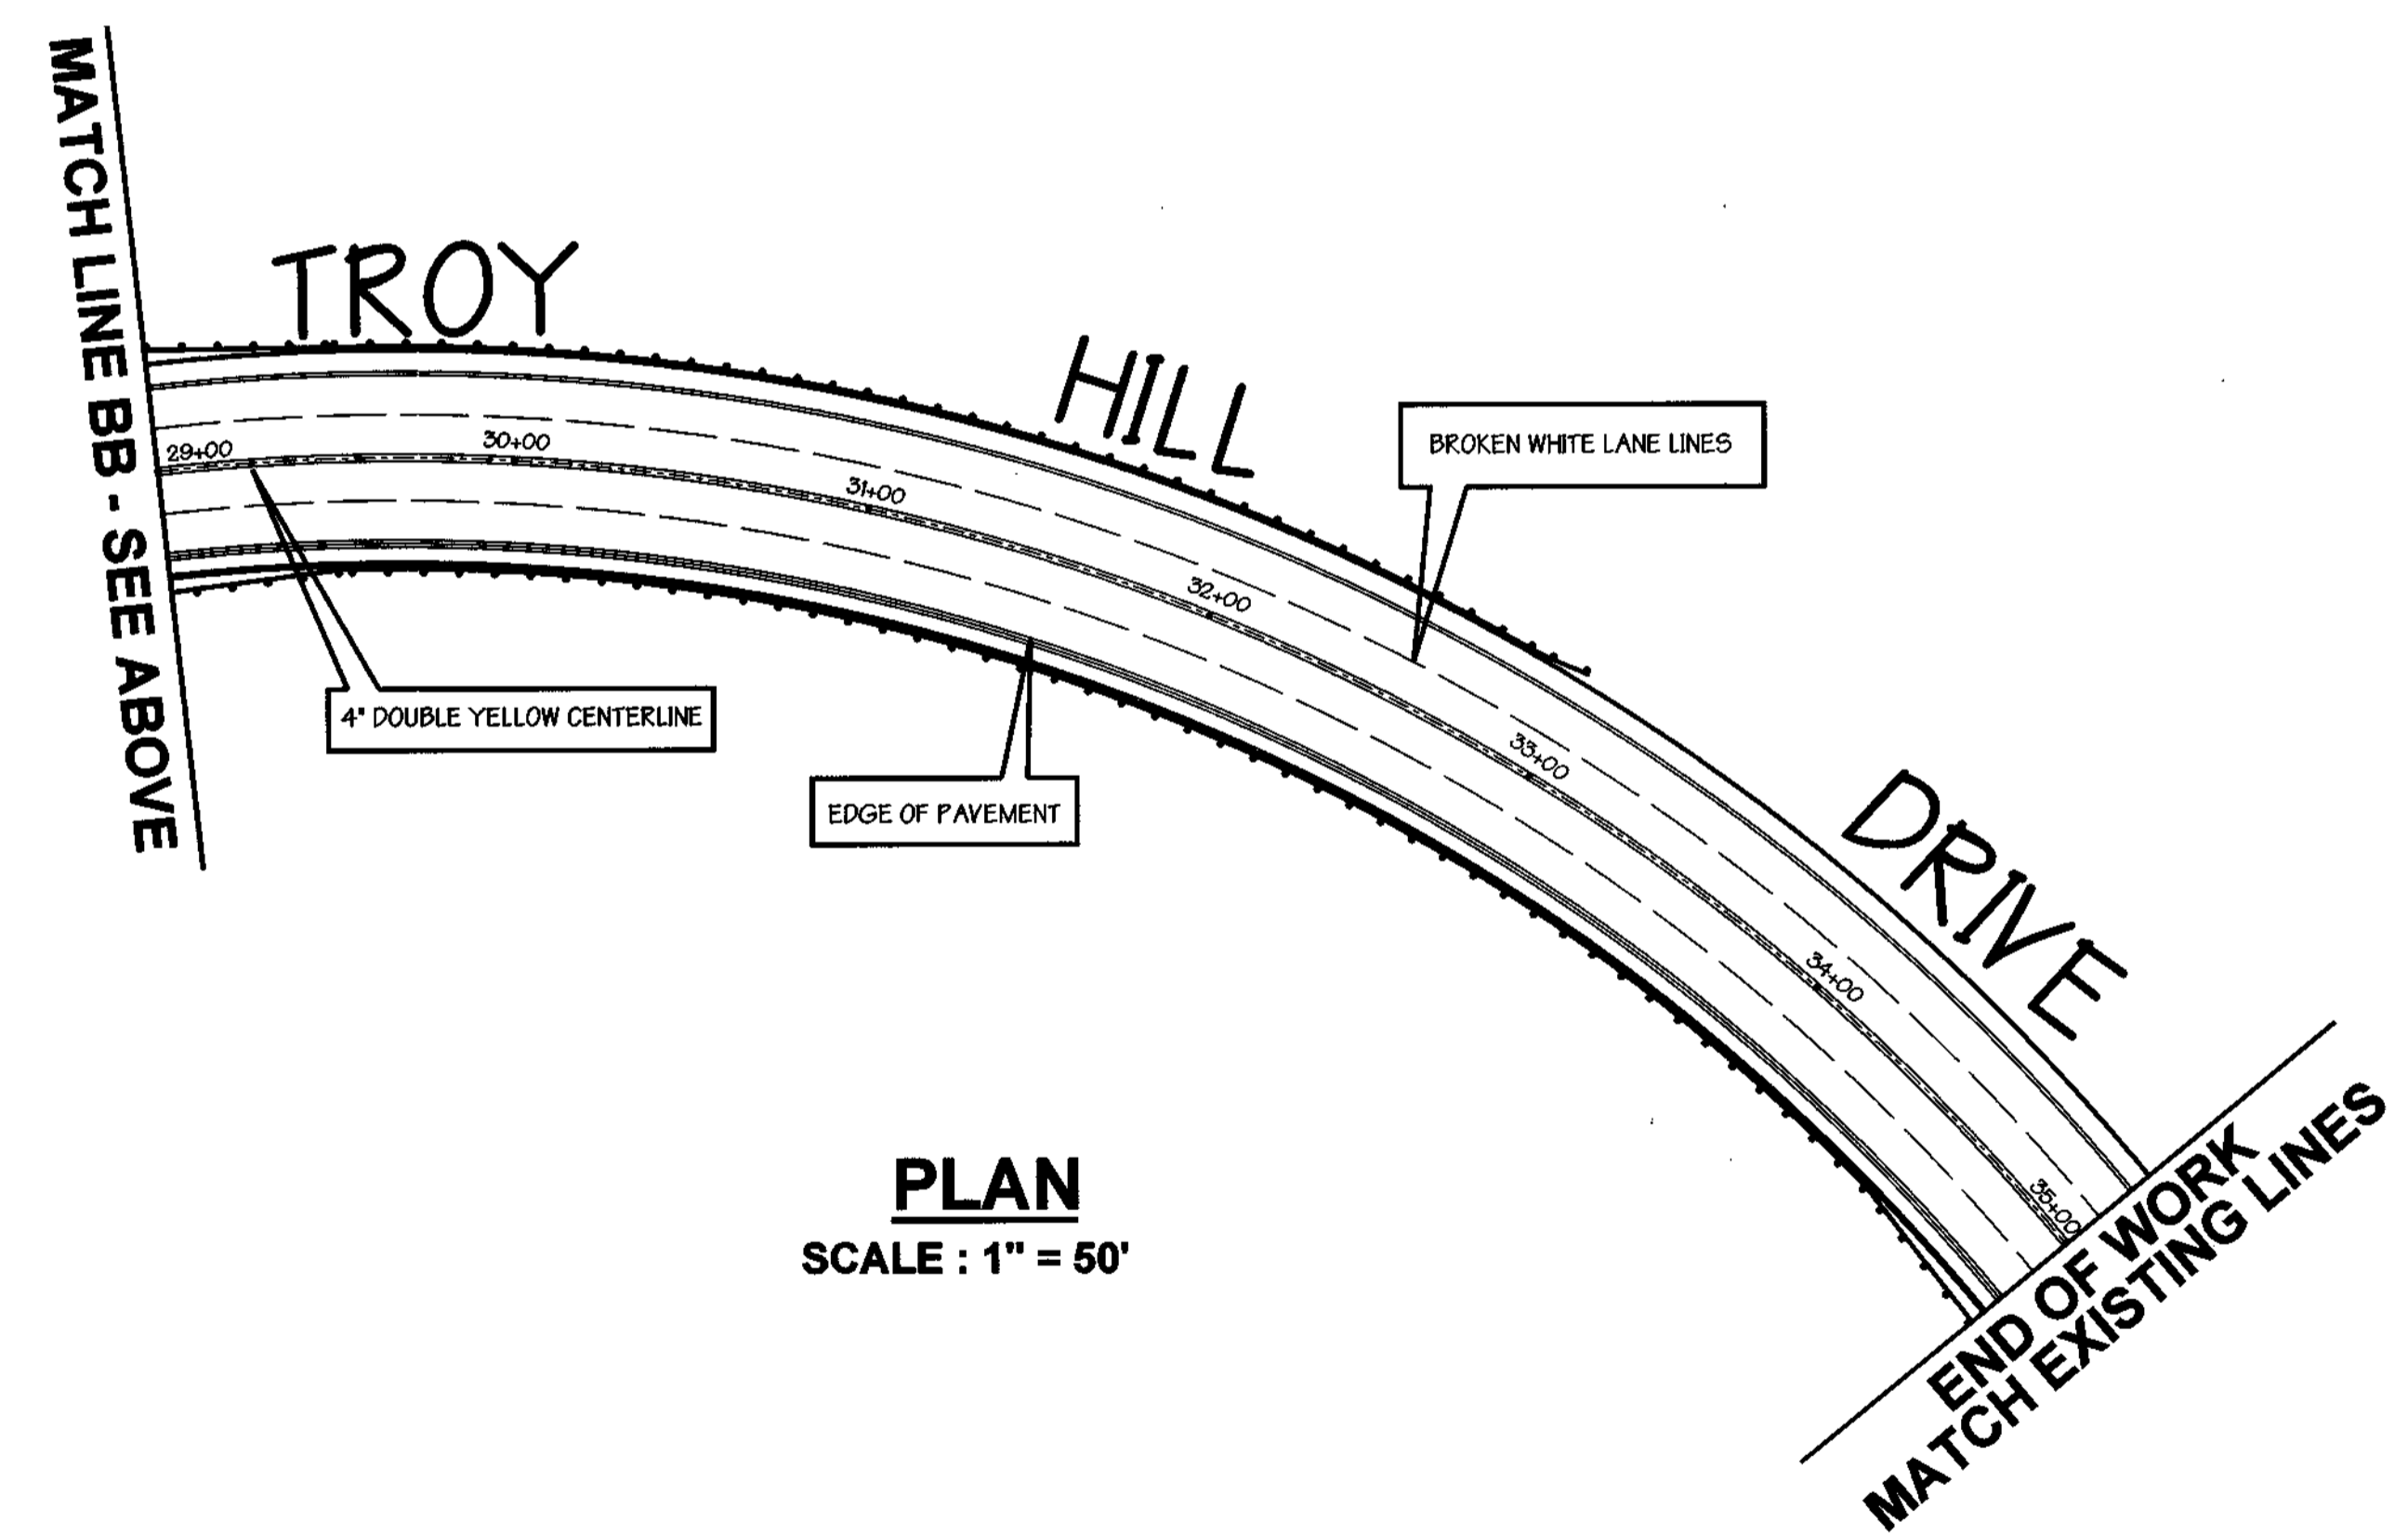 MATCH LINE BB - SEE ABOVE
TROY
HILL
DRIVE
29+00
30+00
31+00
32+00
33+00
34+00
35+00
BROKEN WHITE LANE LINES
4" DOUBLE YELLOW CENTERLINE
EDGE OF PAVEMENT
PLAN
SCALE : 1" = 50'
END OF WORK
MATCH EXISTING LINES